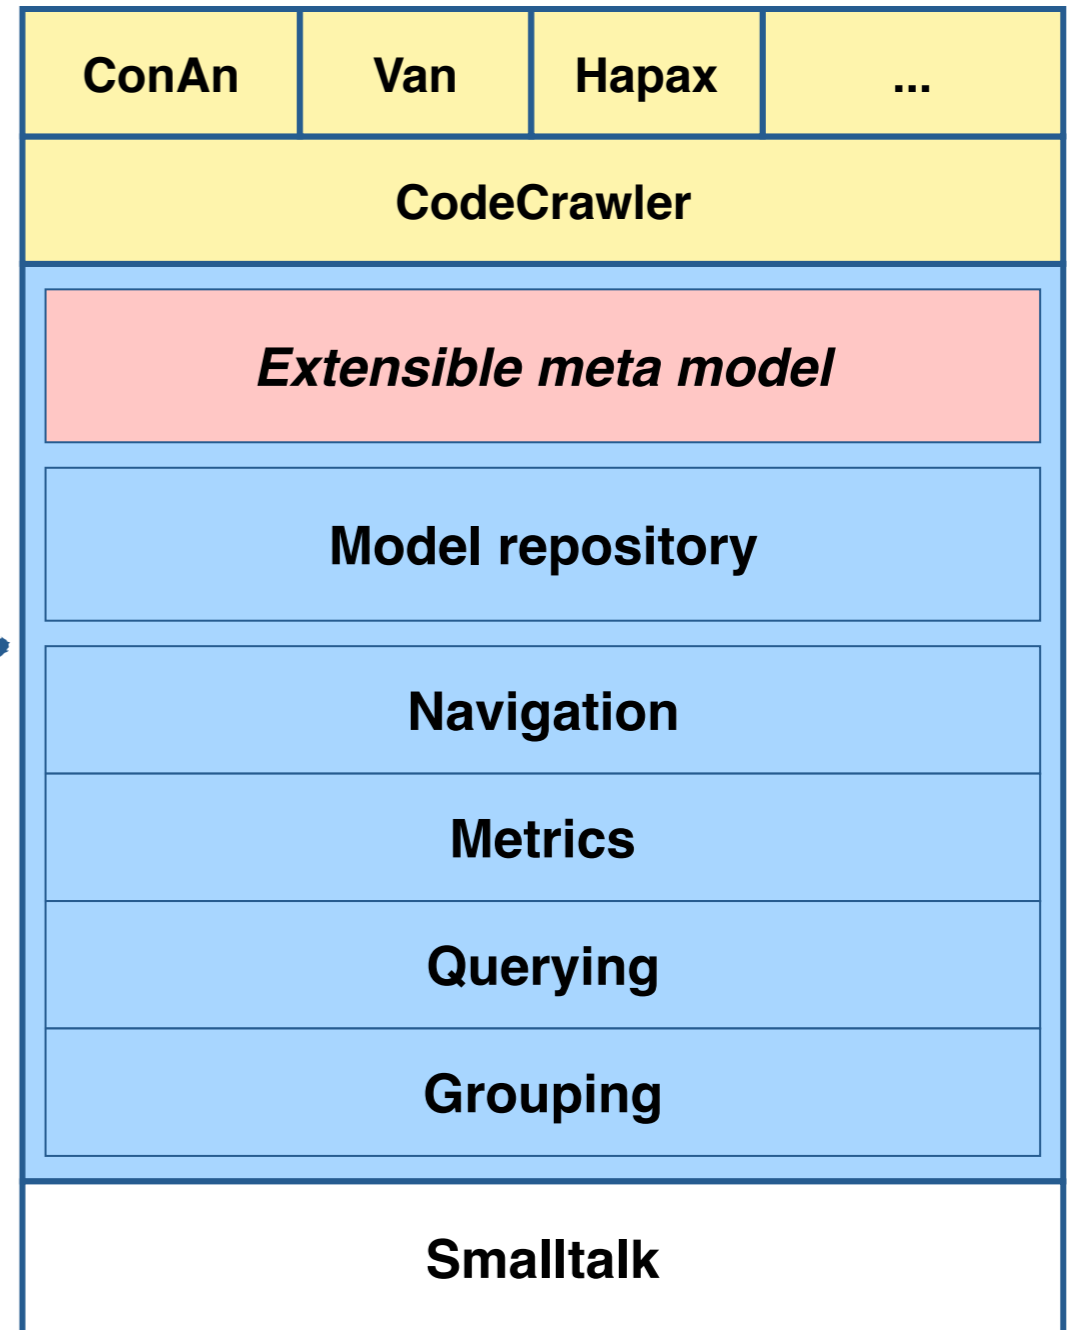 ConAn Van Hapax ...
CodeCrawler
Extensible meta model
Model repository
Navigation
Metrics
Querying
Grouping
Smalltalk